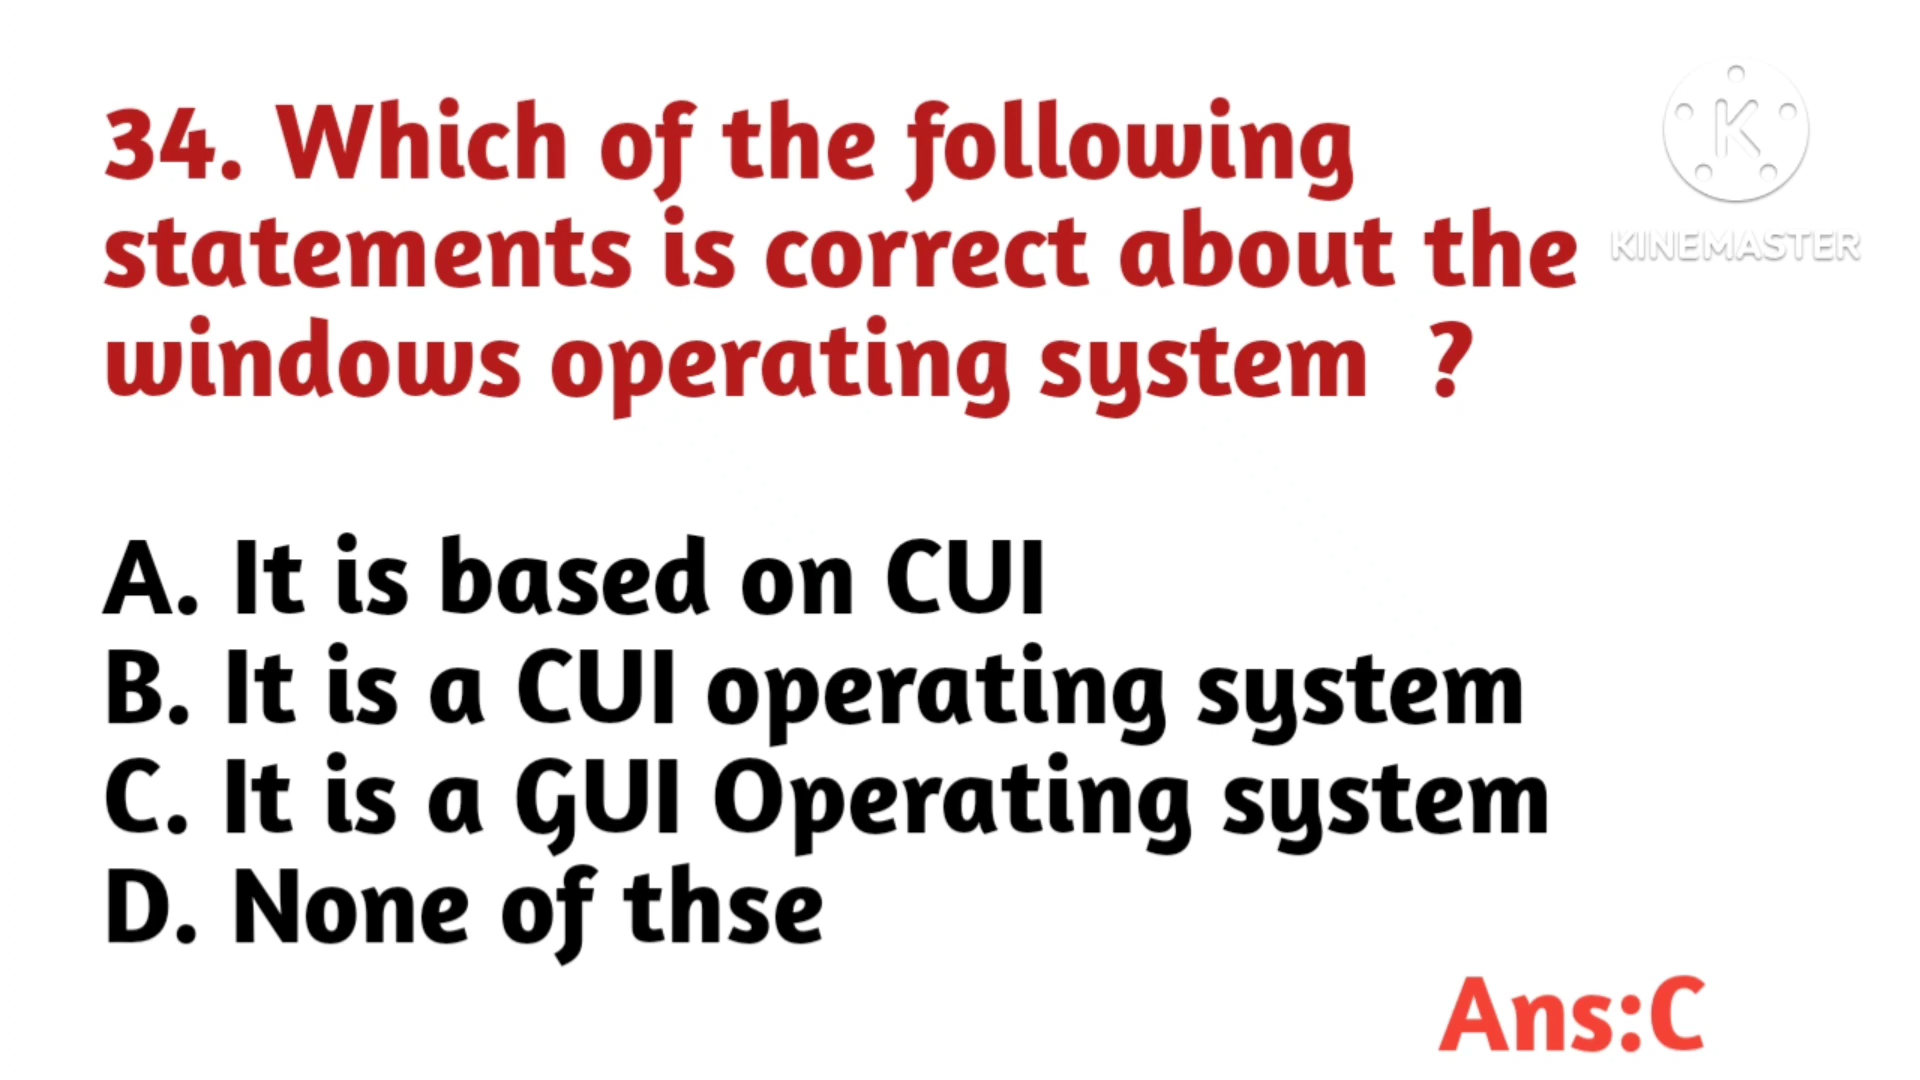 34. Which of the following
statements is correct about the
windows operating system ?
K
KINEMASTER
A. It is based on CUI
B. It is a CUI operating system
C. It is a GUI Operating system
D. None of thse
Ans:C